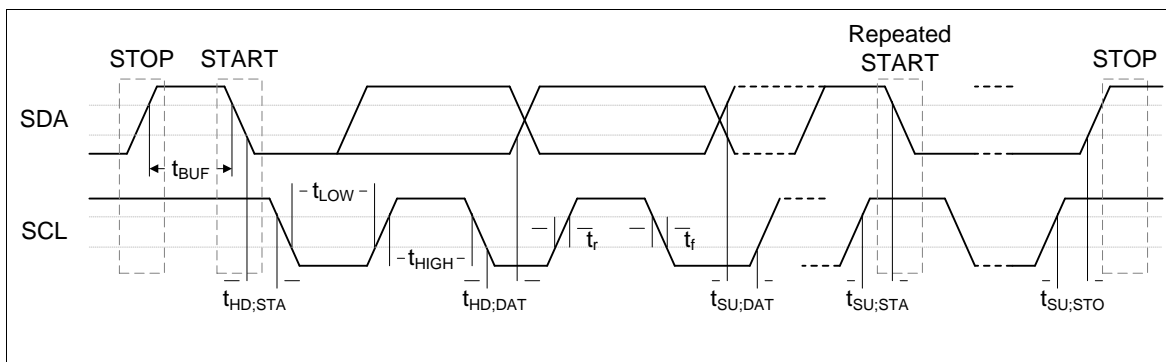 Repeated
STOP START START STOP
SDA
tBUF
tLOW
SCL
tr tf
tHIGH
tHD;STA tHD;DAT tSU;DAT tSU;STA tSU;STO